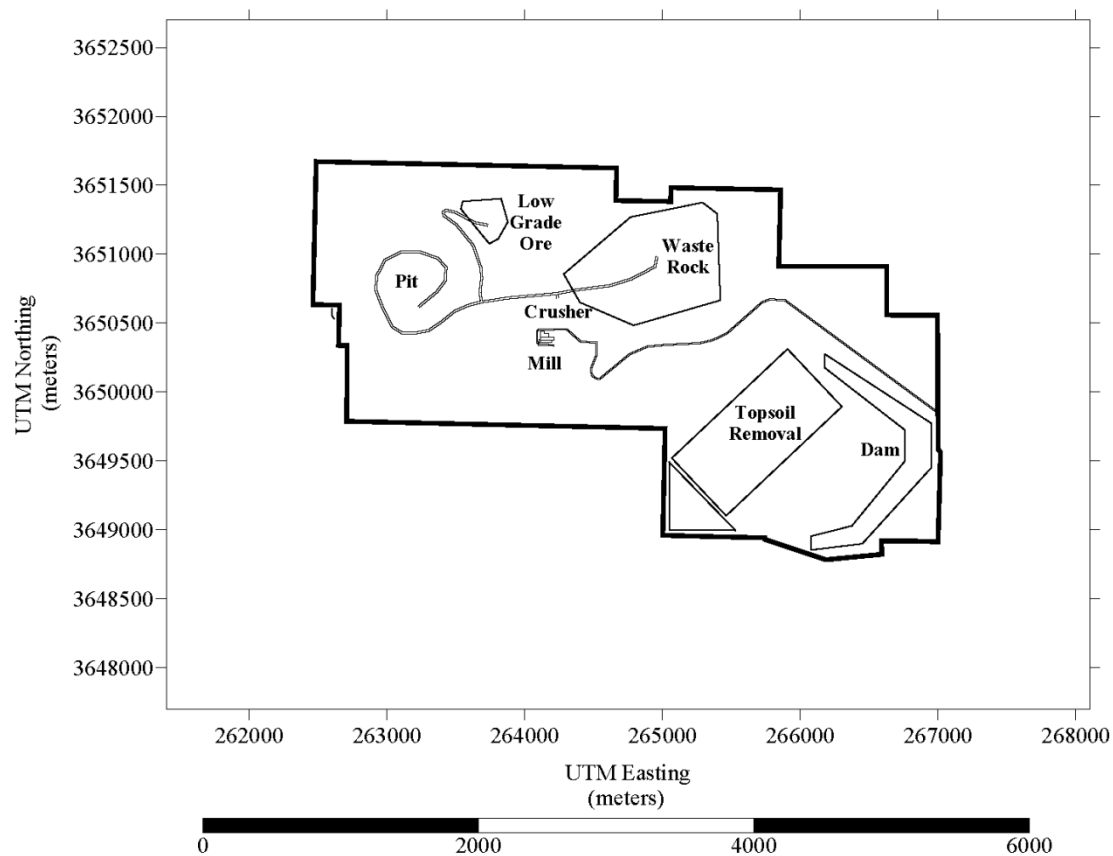 3652500
3652000
3651500
3651000
3650500
3650000
3649500
3649000
3648500
3648000
UTM Northing
(meters)
Low
Grade
Ore
Waste
Rock
Pit
Crusher
Mill
Topsoil
Removal
Dam
262000 263000 264000 265000 266000 267000 268000
UTM Easting
(meters)
0 2000 4000 6000